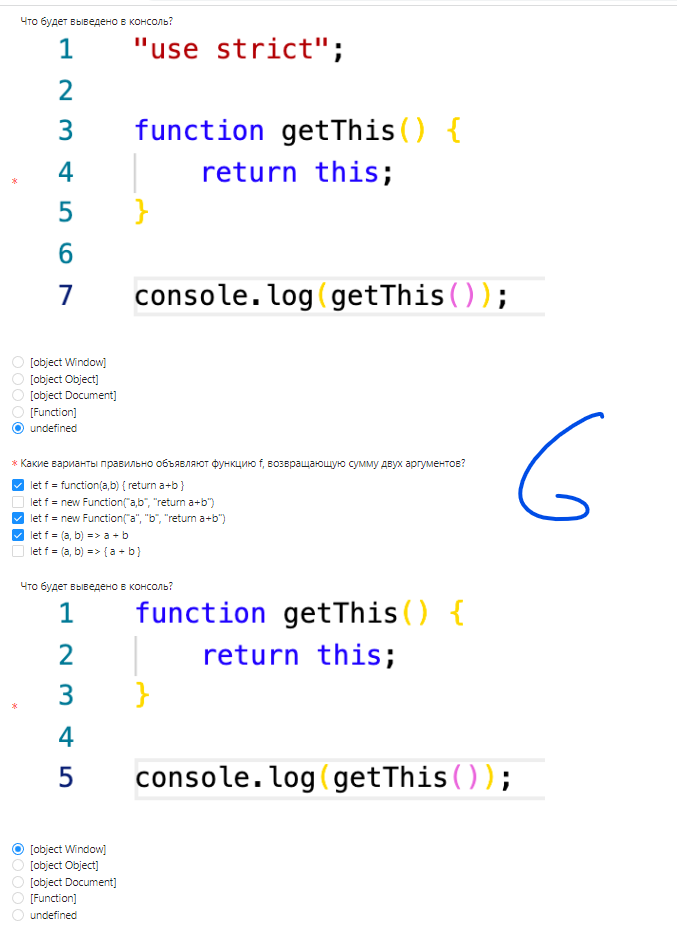 Что будет выведено в консоль?
1 "use strict";
2
3 function getThis() {
* 4 return this;
5 }
6
7 console.log(getThis());
[object Window]
[object Object]
[object Document]
[Function]
undefined
* Какие варианты правильно объявляют функцию f, возвращающую сумму двух аргументов?
let f = function(a,b) { return a+b }
let f = new Function("a,b", "return a+b")
let f = new Function("a", "b", "return a+b")
let f = (a, b) => a + b
let f = (a, b) => { a + b }
6
Что будет выведено в консоль?
1 function getThis() {
2 return this;
* 3 }
4
5 console.log(getThis());
[object Window]
[object Object]
[object Document]
[Function]
undefined